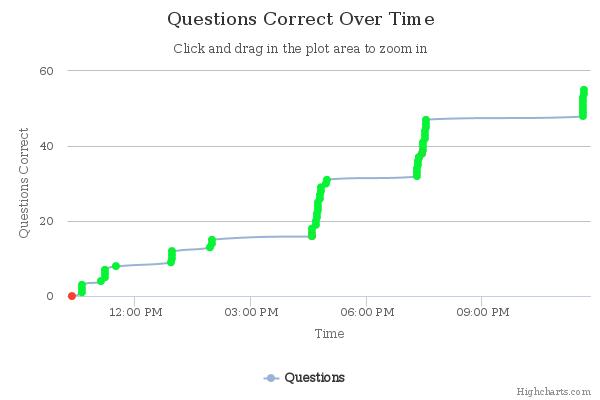 Questions Correct Over Time
Click and drag in the plot area to zoom in
Questions Correct
60
40
20
0
12:00 PM 03:00 PM 06:00 PM 09:00 PM
Time
Questions
Highcharts.com